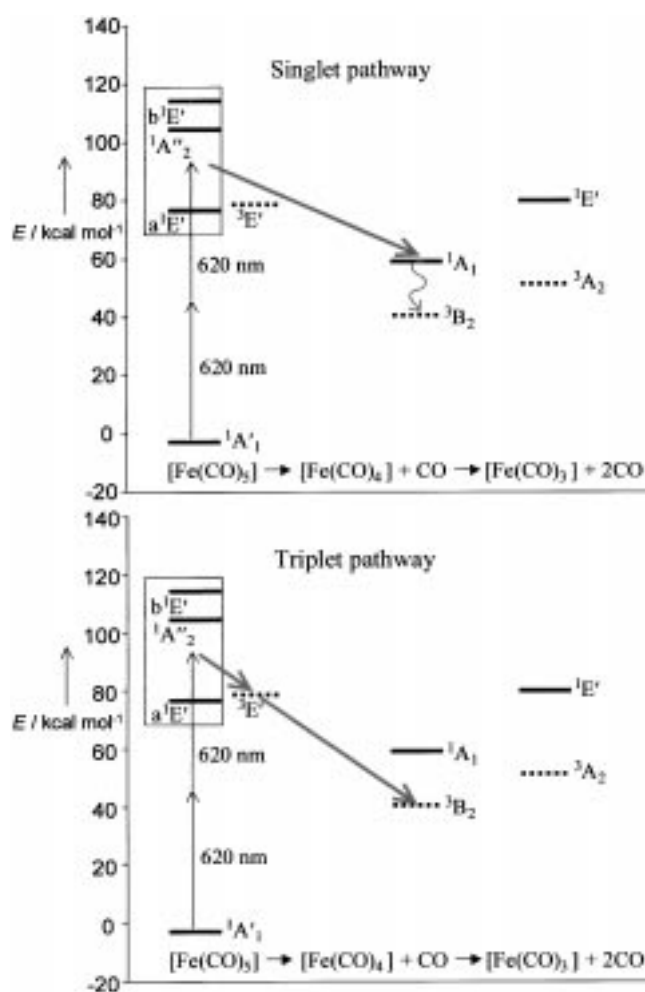 140
Singlet pathway
120
b¹E'
¹A''₂
100
80
¹E'
a¹E'
³E'
E / kcal mol⁻¹
620 nm
60
¹A₁
³A₂
³B₂
40
620 nm
20
0
¹A'₁
[Fe(CO)₅] → [Fe(CO)₄] + CO → [Fe(CO)₃] + 2CO
-20
140
Triplet pathway
120
b¹E'
¹A''₂
100
80
¹E'
a¹E'
³E'
E / kcal mol⁻¹
620 nm
60
¹A₁
³A₂
³B₂
40
620 nm
20
0
¹A'₁
[Fe(CO)₅] → [Fe(CO)₄] + CO → [Fe(CO)₃] + 2CO
-20